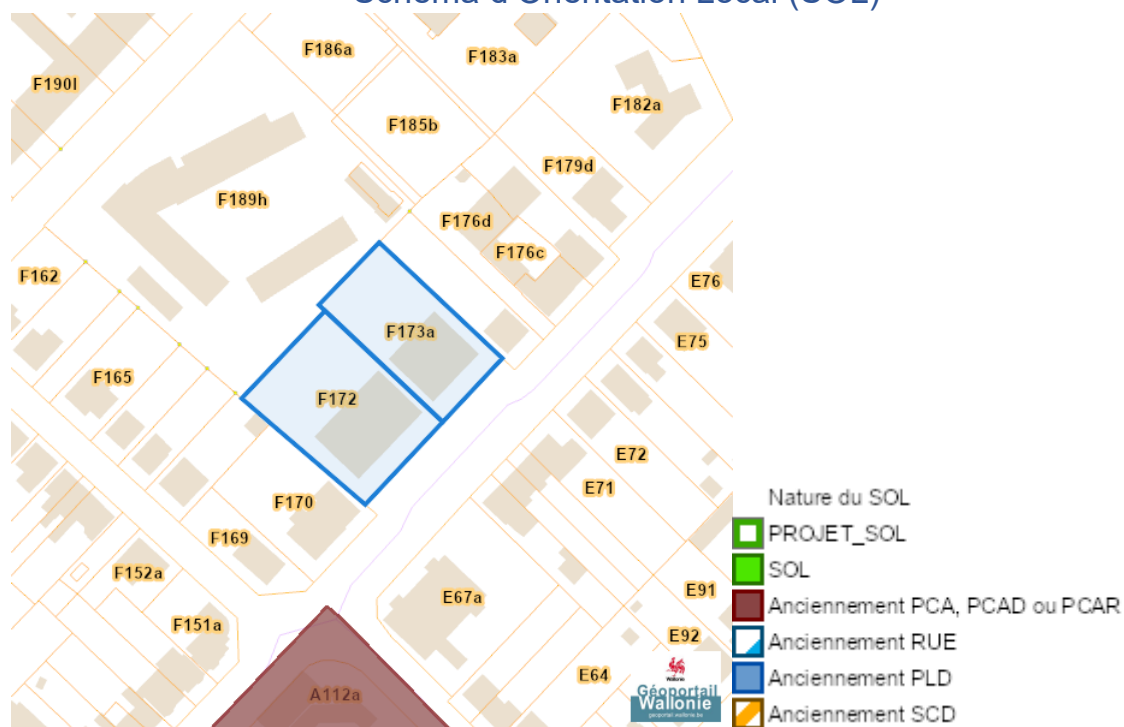 Schéma d'Orientation Local (SOL)
F186a
F183a
F190l
F182a
F185b
F179d
F189h
F176d
F176c
F162
E76
F173a
E75
F165
F172
E72
E71
F170
F169
F152a
E91
E67a
F151a
E92
E64
A112a
Wallonie
Géoportail
Wallonie
geoportail.wallonie.be
Nature du SOL
PROJET_SOL
SOL
Anciennement PCA, PCAD ou PCAR
Anciennement RUE
Anciennement PLD
Anciennement SCD